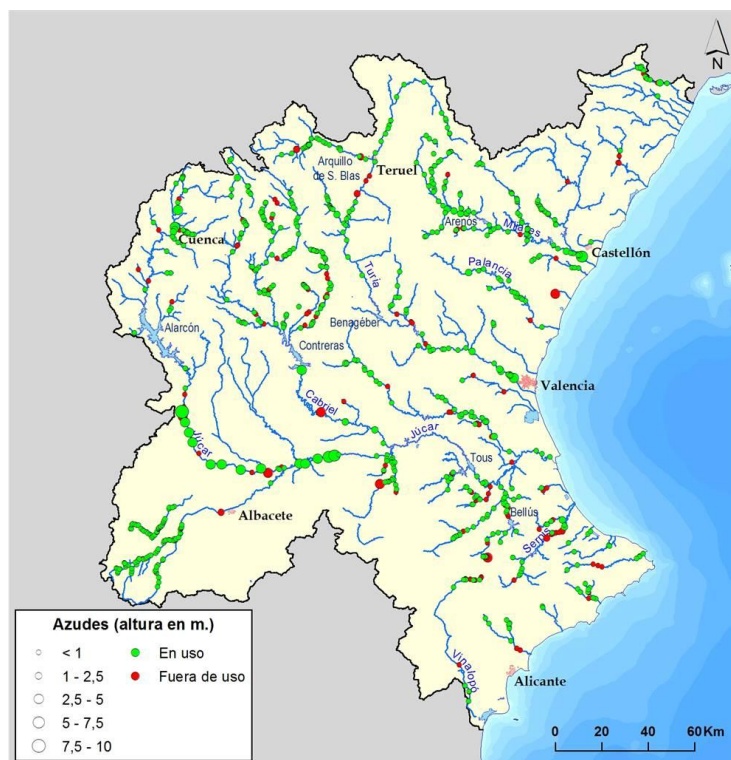 N
Arquillo
de S. Blas
Teruel
Cuenca
Arenós
Mijares
Castellón
Palancia
Turia
Alarcón
Benagéber
Contreras
Valencia
Cabriel
Júcar
Júcar
Tous
Albacete
Bellús
Serpis
Vinalopó
Alicante
Azudes (altura en m.)
< 1
En uso
1 - 2,5
Fuera de uso
2,5 - 5
5 - 7,5
7,5 - 10
0 20 40 60 Km